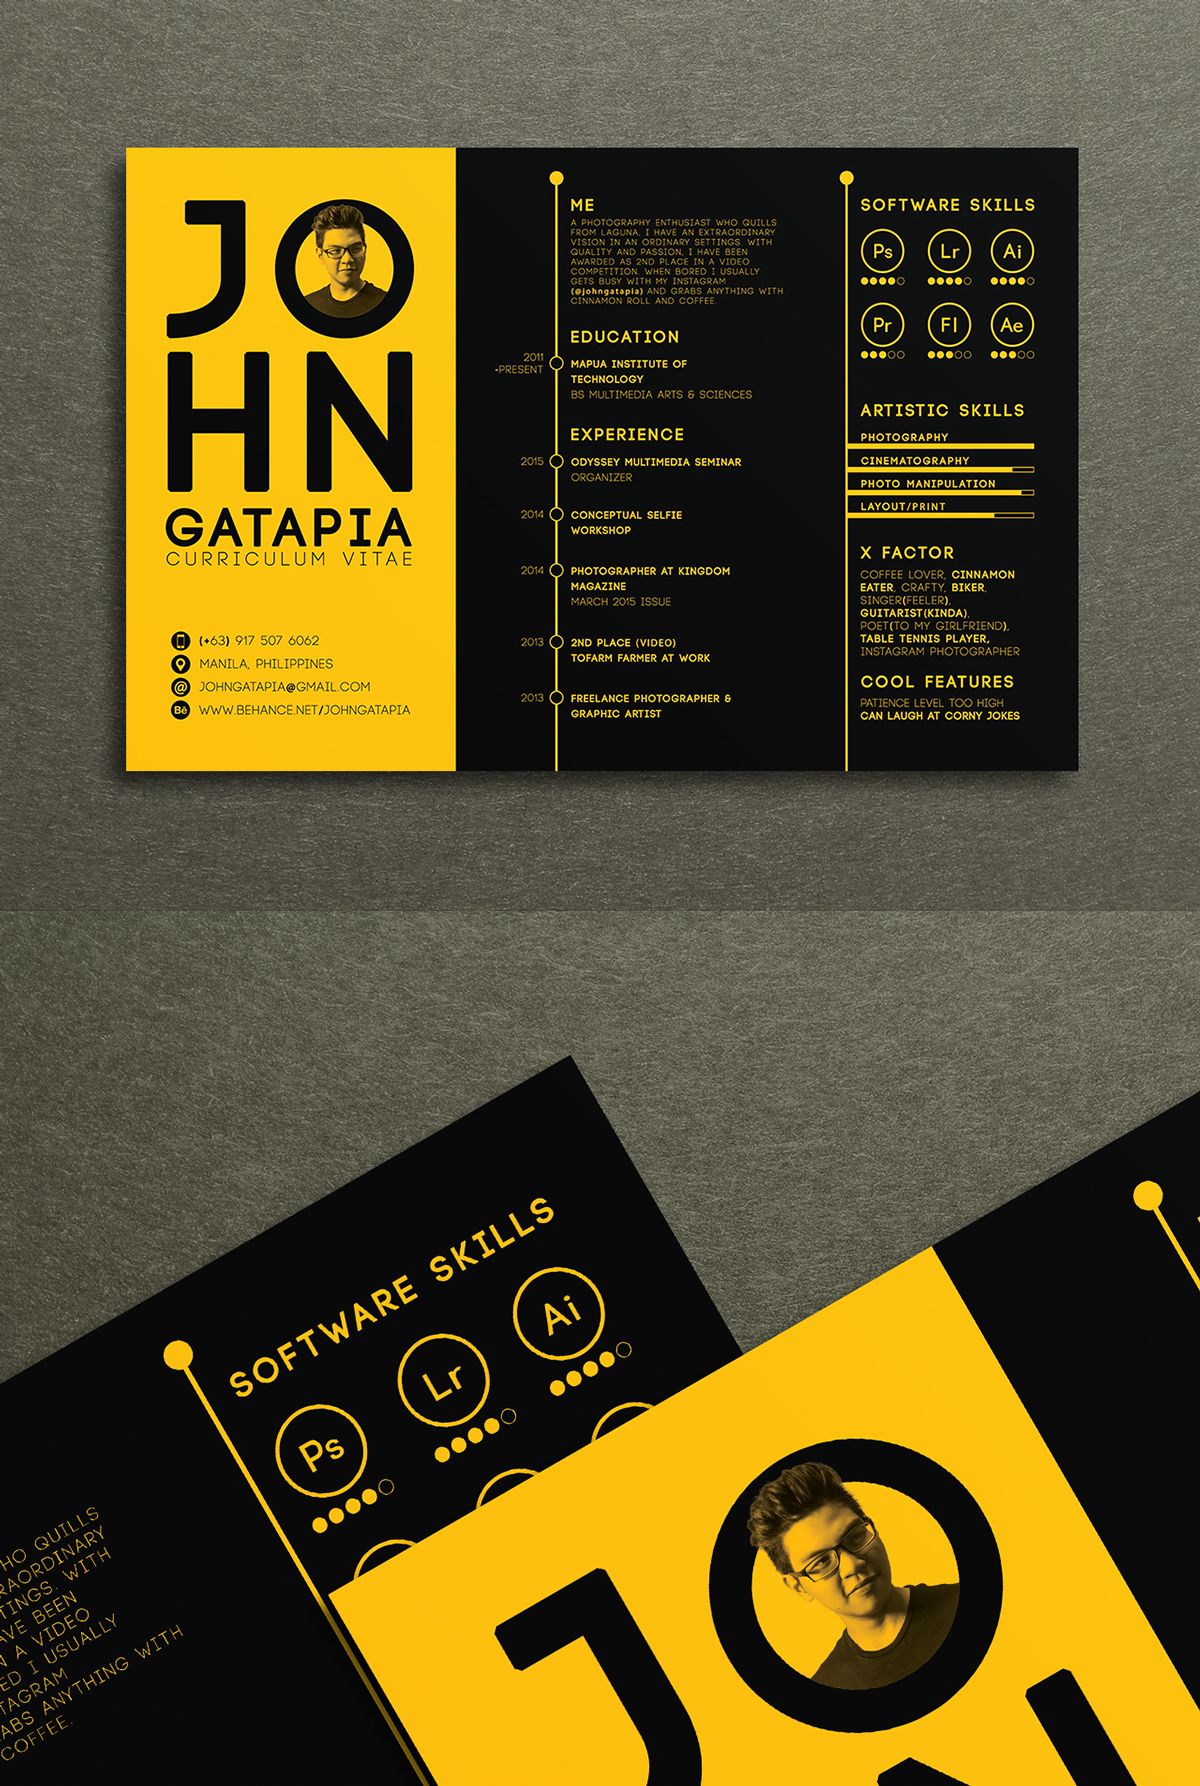 JO
HN
GATAPIA
CURRICULUM VITAE
(+63) 917 507 6062
MANILA, PHILIPPINES
@ JOHNGATAPIA@GMAIL.COM
Bē WWW.BEHANCE.NET/JOHNGATAPIA
ME
A PHOTOGRAPHY ENTHUSIAST WHO QUILLS
FROM LAGUNA, I HAVE AN EXTRAORDINARY
VISION IN AN ORDINARY SETTINGS. WITH
QUALITY AND PASSION, I HAVE BEEN
AWARDED AS 2ND PLACE IN A VIDEO
COMPETITION. WHEN BORED I USUALLY
GETS BUSY WITH MY INSTAGRAM
(@johngatapia) AND GRABS ANYTHING WITH
CINNAMON ROLL AND COFFEE.
EDUCATION
2011
-PRESENT
MAPUA INSTITUTE OF
TECHNOLOGY
BS MULTIMEDIA ARTS & SCIENCES
EXPERIENCE
2015 ODYSSEY MULTIMEDIA SEMINAR
ORGANIZER
2014 CONCEPTUAL SELFIE
WORKSHOP
2014 PHOTOGRAPHER AT KINGDOM
MAGAZINE
MARCH 2015 ISSUE
2013 2ND PLACE (VIDEO)
TOFARM FARMER AT WORK
2013 FREELANCE PHOTOGRAPHER &
GRAPHIC ARTIST
SOFTWARE SKILLS
Ps Lr Ai
Pr Fl Ae
ARTISTIC SKILLS
PHOTOGRAPHY
CINEMATOGRAPHY
PHOTO MANIPULATION
LAYOUT/PRINT
X FACTOR
COFFEE LOVER, CINNAMON
EATER, CRAFTY, BIKER,
SINGER(FEELER),
GUITARIST(KINDA),
POET(TO MY GIRLFRIEND),
TABLE TENNIS PLAYER,
INSTAGRAM PHOTOGRAPHER
COOL FEATURES
PATIENCE LEVEL TOO HIGH
CAN LAUGH AT CORNY JOKES
SOFTWARE SKILLS
Ps Lr Ai
HO QUILLS
RAORDINARY
TINGS. WITH
AVE BEEN
N A VIDEO
ED I USUALLY
TAGRAM
ABS ANYTHING WITH
COFFEE.
JO